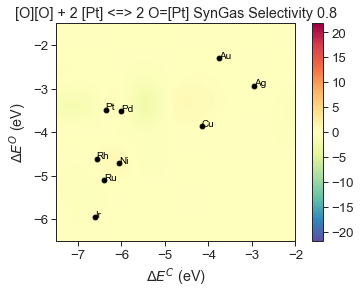 [O][O] + 2 [Pt] <=> 2 O=[Pt] SynGas Selectivity 0.8
−2
−3
−4
−5
−6
ΔE^O (eV)
Au
Ag
Pt
Pd
Cu
Rh
Ni
Ru
Ir
−7
−6
−5
−4
−3
−2
ΔE^C (eV)
20
15
10
5
0
−5
−10
−15
−20